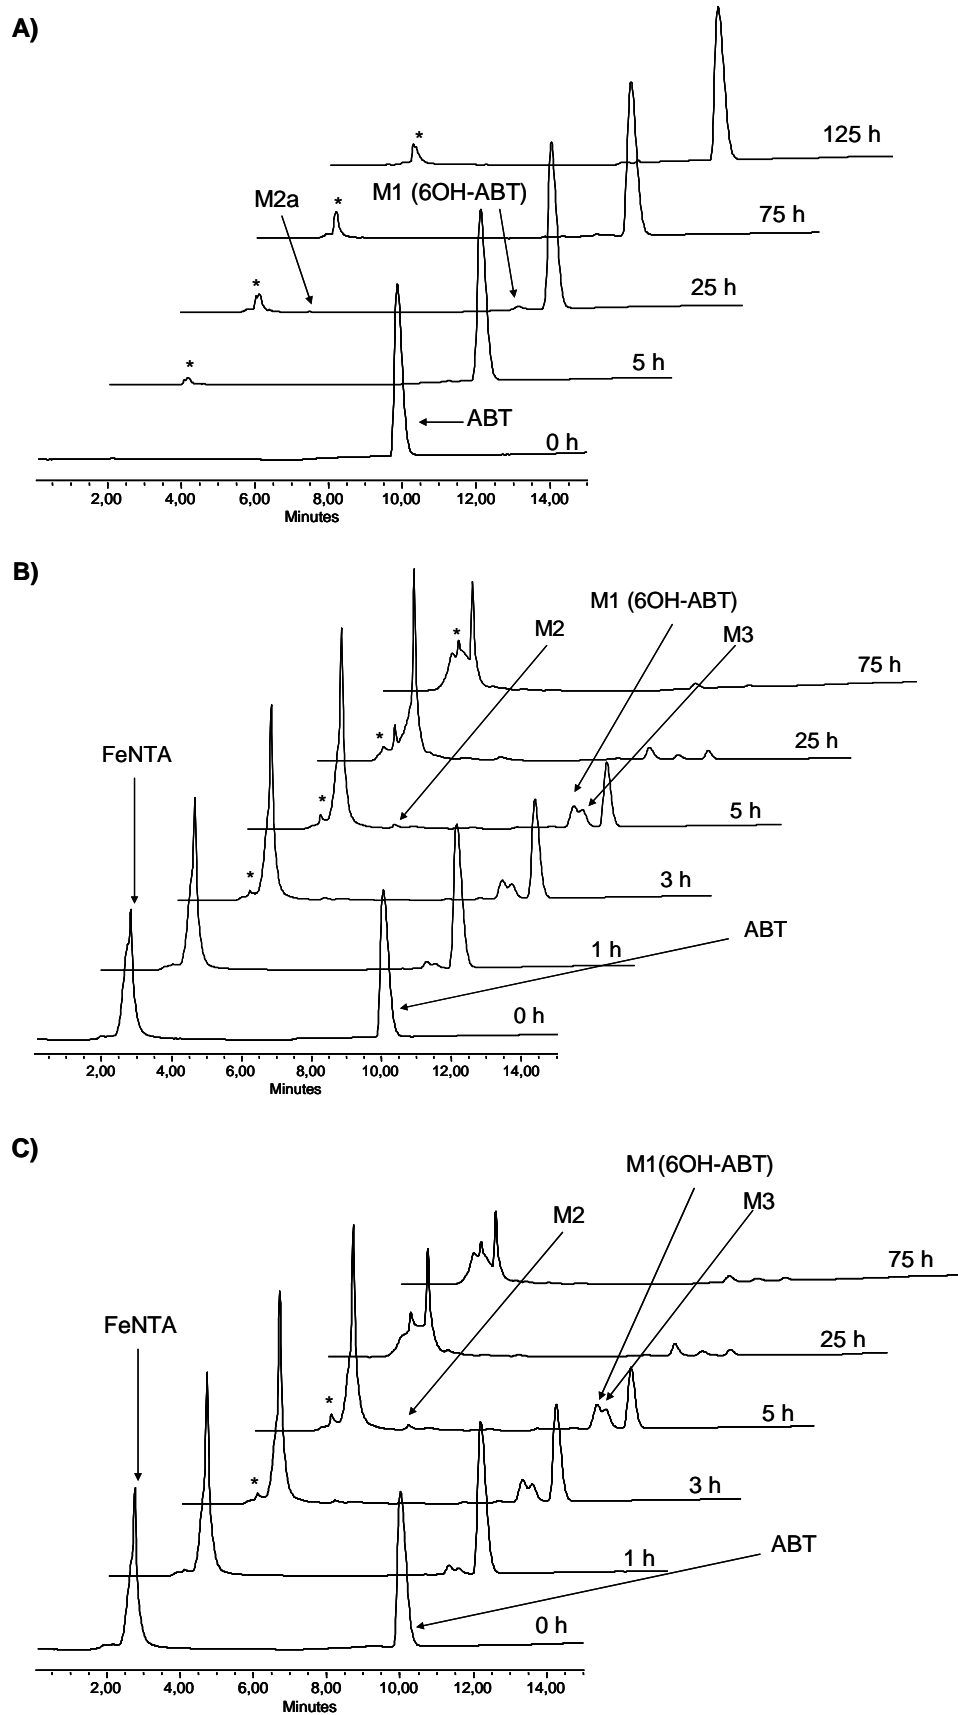 A)
*
125 h
M2a
*
M1 (6OH-ABT)
75 h
*
25 h
*
5 h
ABT
0 h
2,00 4,00 6,00 8,00 10,00 12,00 14,00
Minutes
B)
M1 (6OH-ABT)
M2
*
M3
75 h
FeNTA
*
25 h
*
5 h
*
3 h
ABT
1 h
0 h
2,00 4,00 6,00 8,00 10,00 12,00 14,00
Minutes
C)
M1(6OH-ABT)
M2
M3
75 h
FeNTA
25 h
*
5 h
*
3 h
ABT
1 h
0 h
2,00 4,00 6,00 8,00 10,00 12,00 14,00
Minutes